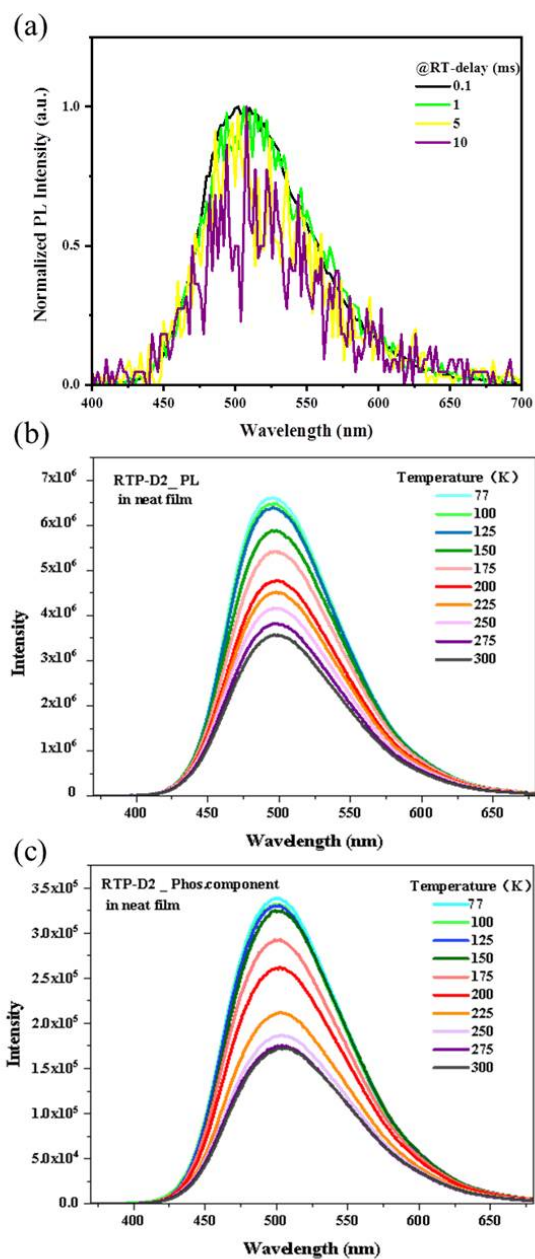 (a)
@RT-delay (ms)
0.1
1
5
10
Normalized PL Intensity (a.u.)
1.0
0.5
0.0
400 450 500 550 600 650 700
Wavelength (nm)
(b)
RTP-D2_PL
in neat film
Temperature（K）
77
100
125
150
175
200
225
250
275
300
Intensity
7x10⁶
6x10⁶
5x10⁶
4x10⁶
3x10⁶
2x10⁶
1x10⁶
0
400 450 500 550 600 650
Wavelength (nm)
(c)
RTP-D2 _ Phos.component
in neat film
Temperature（K）
77
100
125
150
175
200
225
250
275
300
Intensity
3.5x10⁵
3.0x10⁵
2.5x10⁵
2.0x10⁵
1.5x10⁵
1.0x10⁵
5.0x10⁴
0.0
400 450 500 550 600 650
Wavelength (nm)